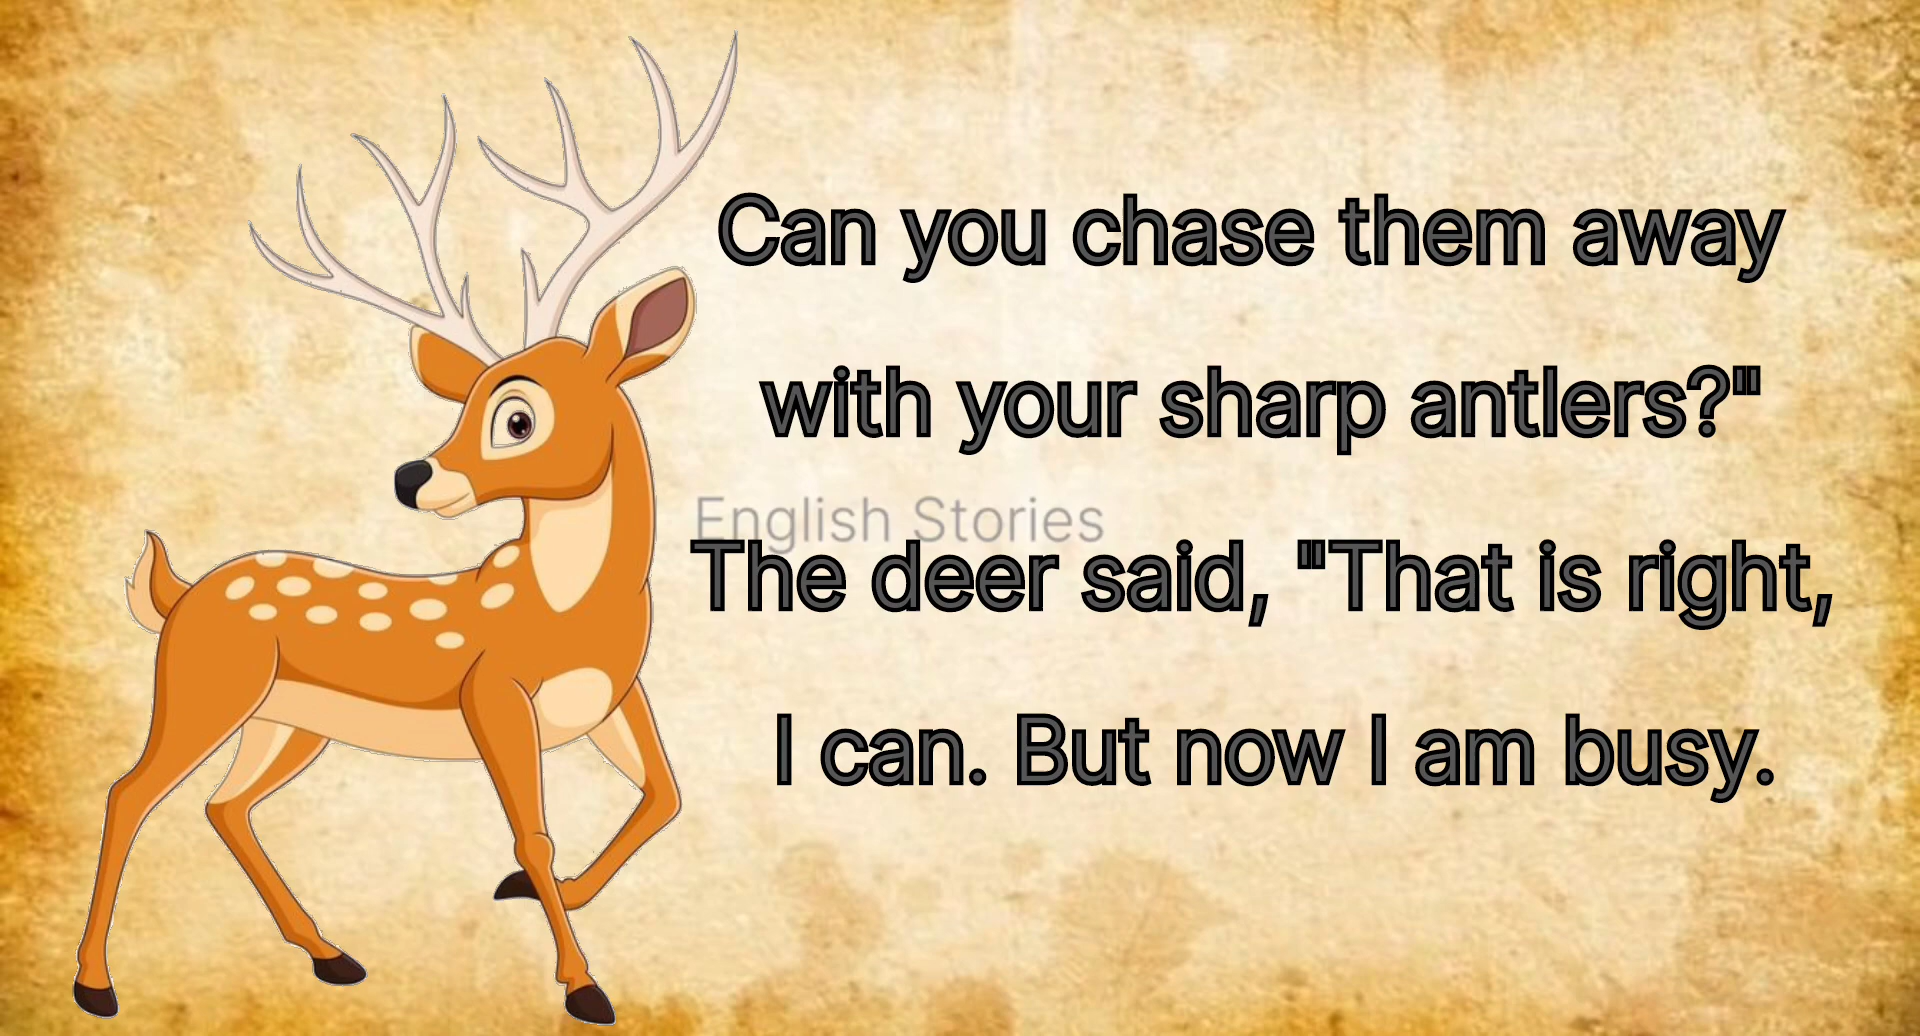 Can you chase them away
with your sharp antlers?"
English Stories
The deer said, "That is right,
I can. But now I am busy.